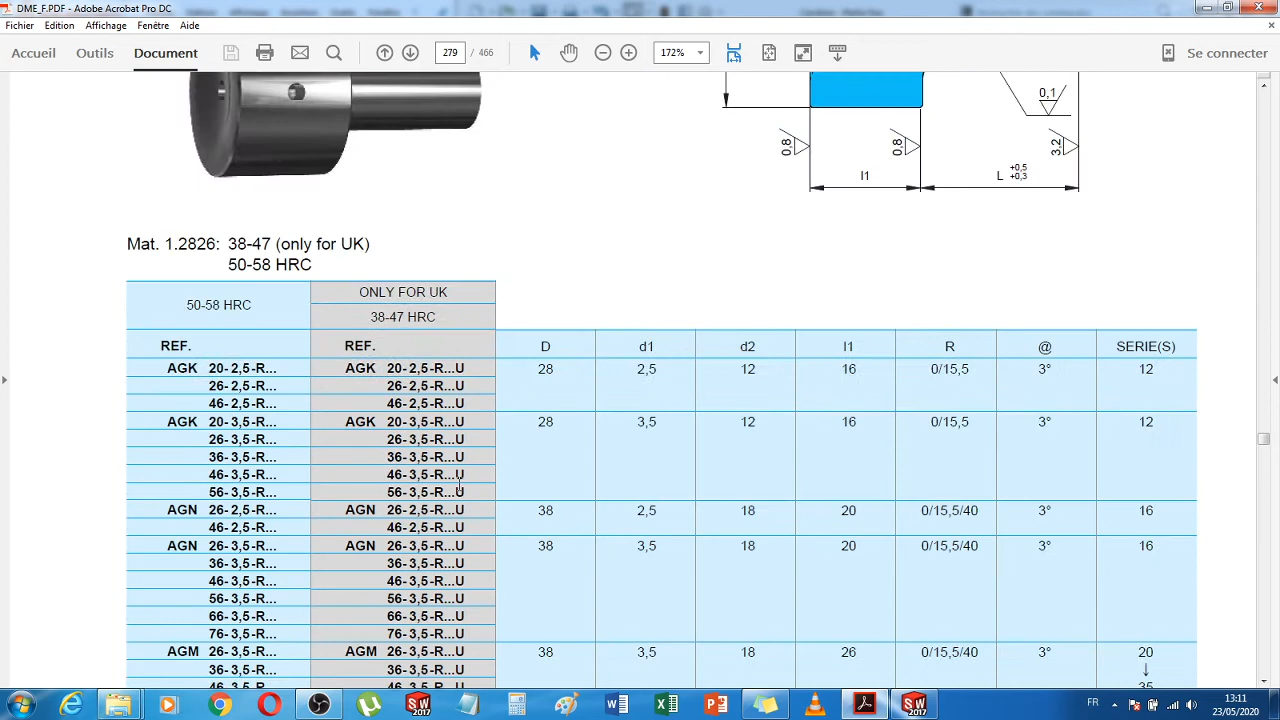 DME_F.PDF - Adobe Acrobat Pro DC
Fichier Edition Affichage Fenêtre Aide
Accueil Outils Document 279 / 466 172% Se connecter
0,1
0,8 0,8 3,2
l1 L +0,5
+0,3
Mat. 1.2826: 38-47 (only for UK)
50-58 HRC
50-58 HRC ONLY FOR UK
38-47 HRC
REF. REF. D d1 d2 l1 R @ SERIE(S)
AGK 20- 2,5-R... AGK 20- 2,5-R...U 28 2,5 12 16 0/15,5 3° 12
26- 2,5-R... 26- 2,5-R...U
46- 2,5-R... 46- 2,5-R...U
AGK 20- 3,5-R... AGK 20- 3,5-R...U 28 3,5 12 16 0/15,5 3° 12
26- 3,5-R... 26- 3,5-R...U
36- 3,5-R... 36- 3,5-R...U
46- 3,5-R... 46- 3,5-R...U
56- 3,5-R... 56- 3,5-R...U
AGN 26- 2,5-R... AGN 26- 2,5-R...U 38 2,5 18 20 0/15,5/40 3° 16
46- 2,5-R... 46- 2,5-R...U
AGN 26- 3,5-R... AGN 26- 3,5-R...U 38 3,5 18 20 0/15,5/40 3° 16
36- 3,5-R... 36- 3,5-R...U
46- 3,5-R... 46- 3,5-R...U
56- 3,5-R... 56- 3,5-R...U
66- 3,5-R... 66- 3,5-R...U
76- 3,5-R... 76- 3,5-R...U
AGM 26- 3,5-R... AGM 26- 3,5-R...U 38 3,5 18 26 0/15,5/40 3° 20
36- 3,5-R... 36- 3,5-R...U ↓
46- 3,5-R... 46- 3,5-R...U 35
SW 2017 SW 2017 FR 13:11
23/05/2020